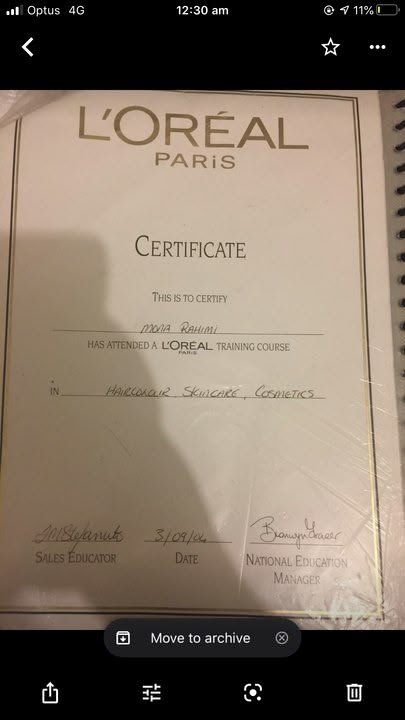 Optus 4G 12:30 am 11%
L'ORÉAL
PARiS
CERTIFICATE
THIS IS TO CERTIFY
MONA RAHIMI
HAS ATTENDED A L'ORÉAL PARIS TRAINING COURSE
IN HAIRCOLOUR, SKINCARE, COSMETICS
3/09/04
SALES EDUCATOR DATE NATIONAL EDUCATION
MANAGER
Move to archive